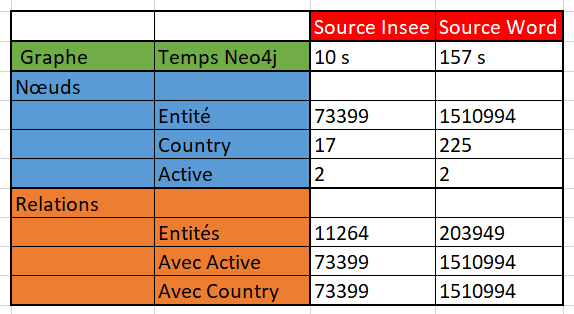 Source Insee Source Word
Graphe Temps Neo4j 10 s 157 s
Nœuds
Entité 73399 1510994
Country 17 225
Active 2 2
Relations
Entités 11264 203949
Avec Active 73399 1510994
Avec Country 73399 1510994